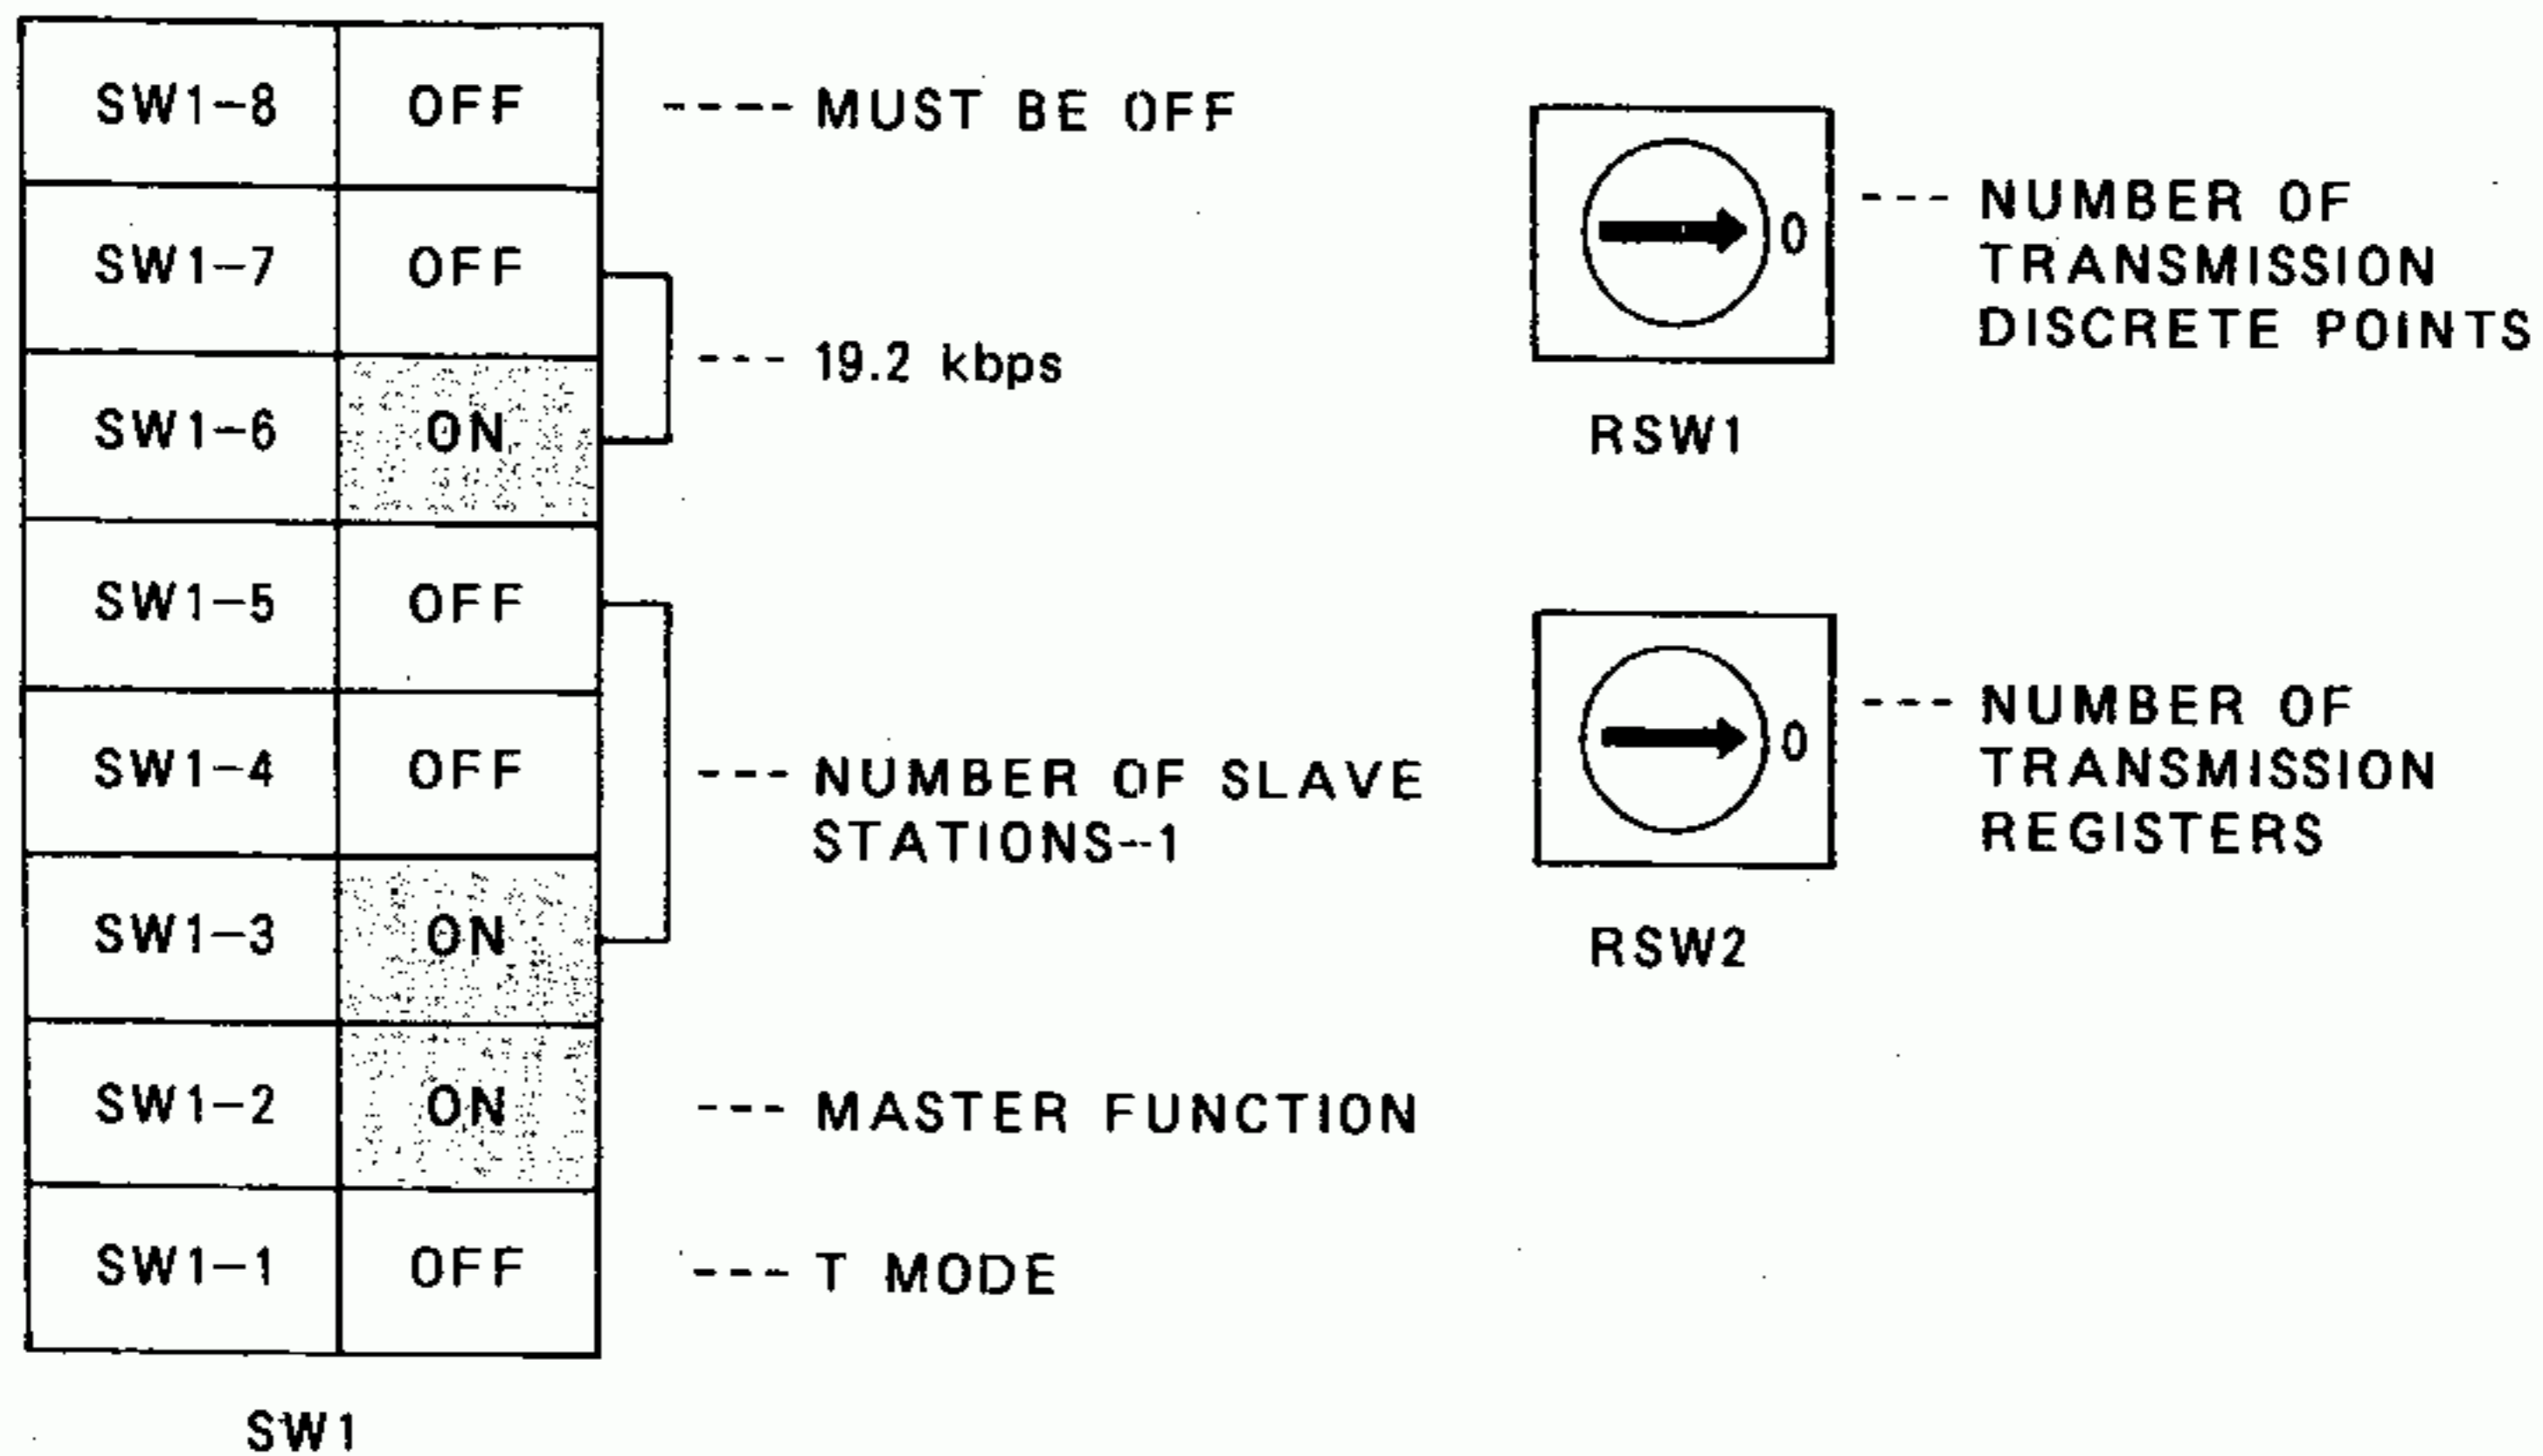 SW1-8 OFF ---- MUST BE OFF
SW1-7 OFF
--- 19.2 kbps
SW1-6 ON
SW1-5 OFF
SW1-4 OFF
--- NUMBER OF SLAVE
STATIONS--1
SW1-3 ON
SW1-2 ON --- MASTER FUNCTION
SW1-1 OFF --- T MODE
SW1
0 --- NUMBER OF
TRANSMISSION
DISCRETE POINTS
RSW1
0 --- NUMBER OF
TRANSMISSION
REGISTERS
RSW2